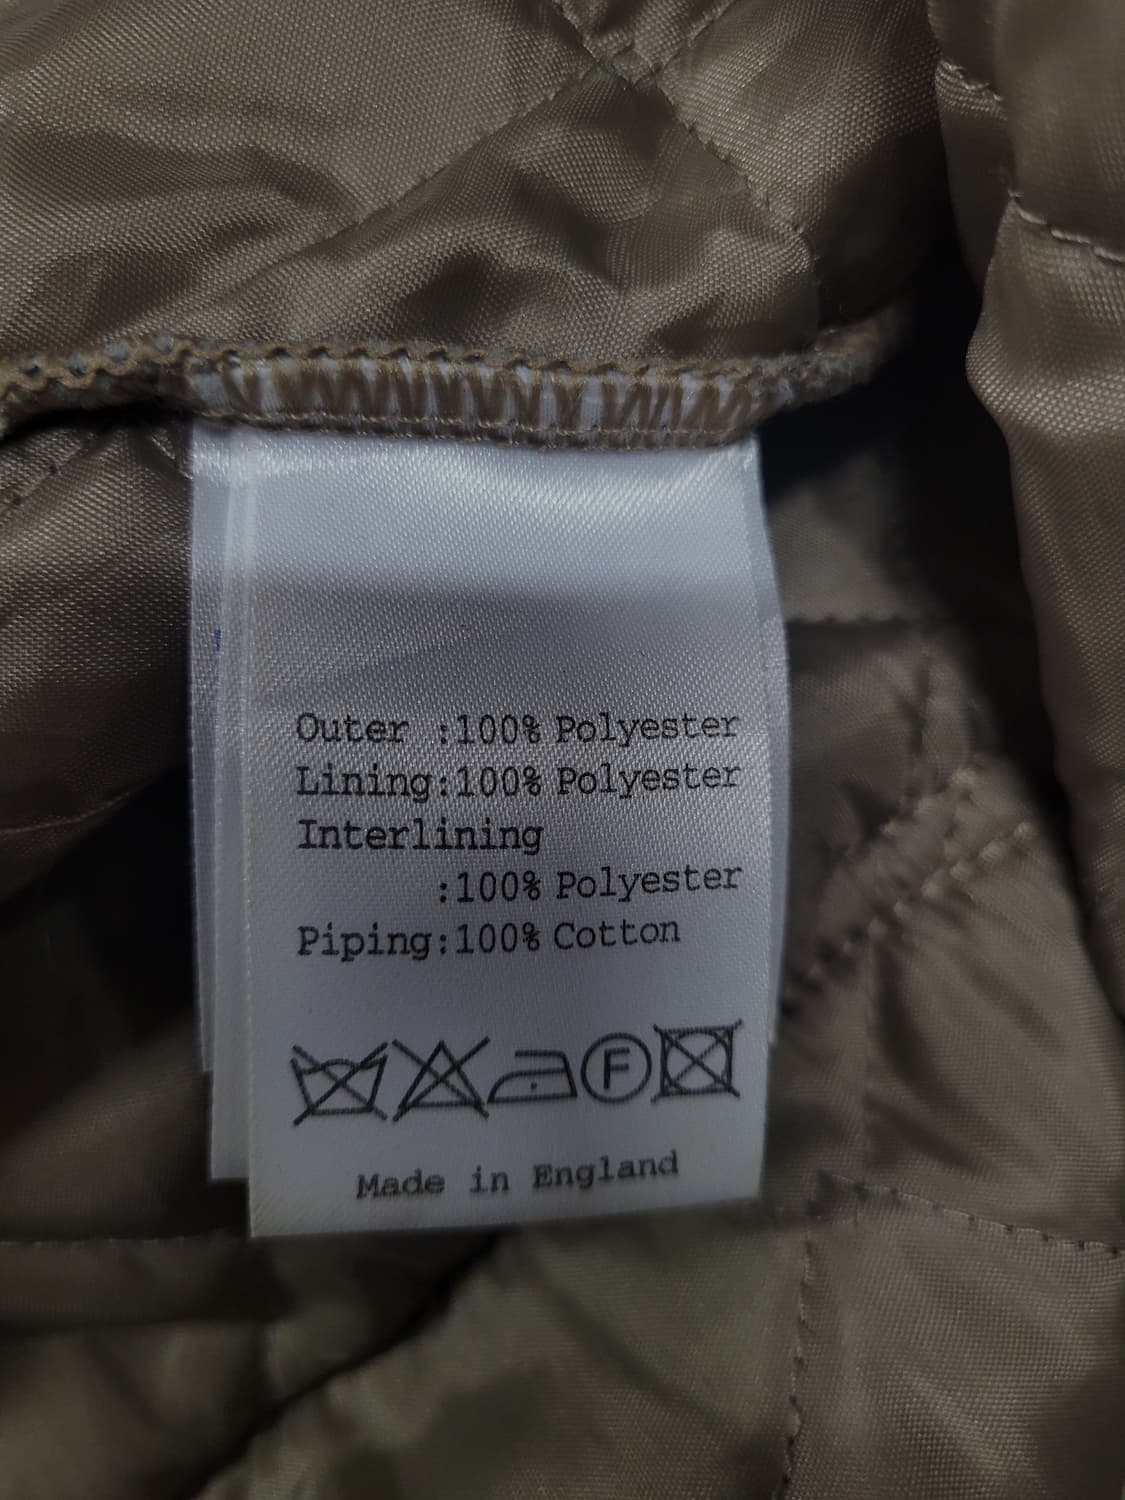 Outer :100% Polyester
Lining:100% Polyester
Interlining
:100% Polyester
Piping:100% Cotton
F
Made in England